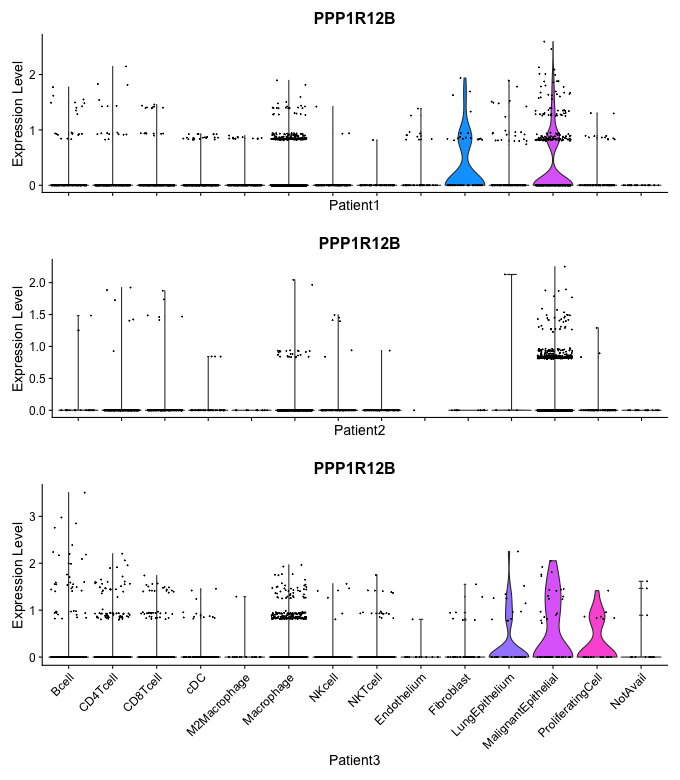 PPP1R12B
Expression Level
2
1
0
Patient1
PPP1R12B
Expression Level
2.0
1.5
1.0
0.5
0.0
Patient2
PPP1R12B
Expression Level
3
2
1
0
Bcell
CD4Tcell
CD8Tcell
cDC
M2Macrophage
Macrophage
NKcell
NKTcell
Endothelium
Fibroblast
LungEpithelium
MalignantEpithelial
ProliferatingCell
NotAvail
Patient3